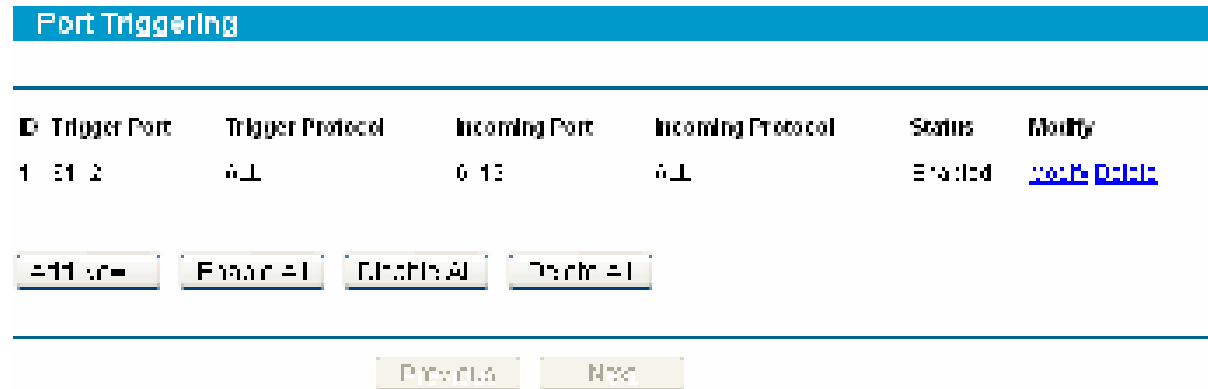 Port Triggering
ID Trigger Port Trigger Protocol Incoming Port Incoming Protocol Status Modify
1 ALL ALL Enabled Modify Delete
Add New... Enable All Disable All Delete All
Previous Next